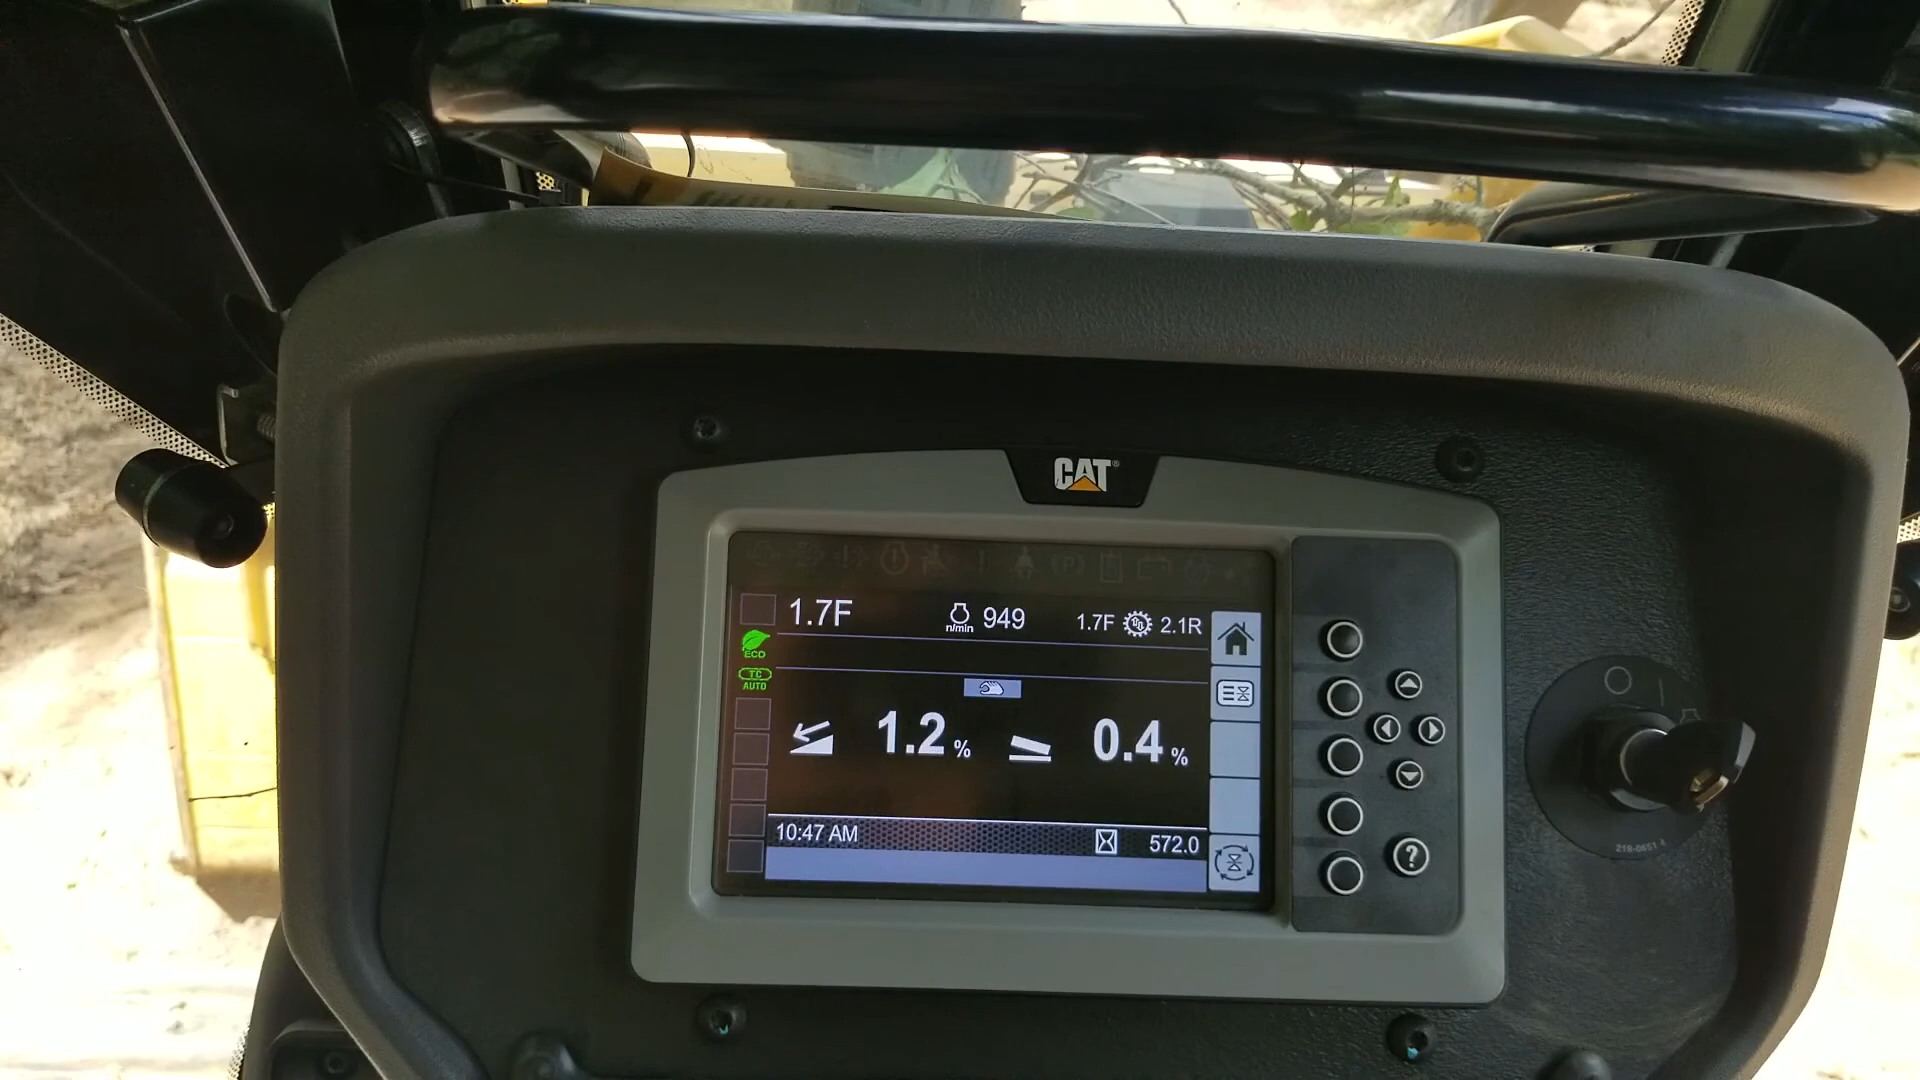 CAT®
1.7F
n/min 949
1.7F 2.1R
ECO
TC
AUTO
1.2 %
0.4 %
10:47 AM
572.0
?